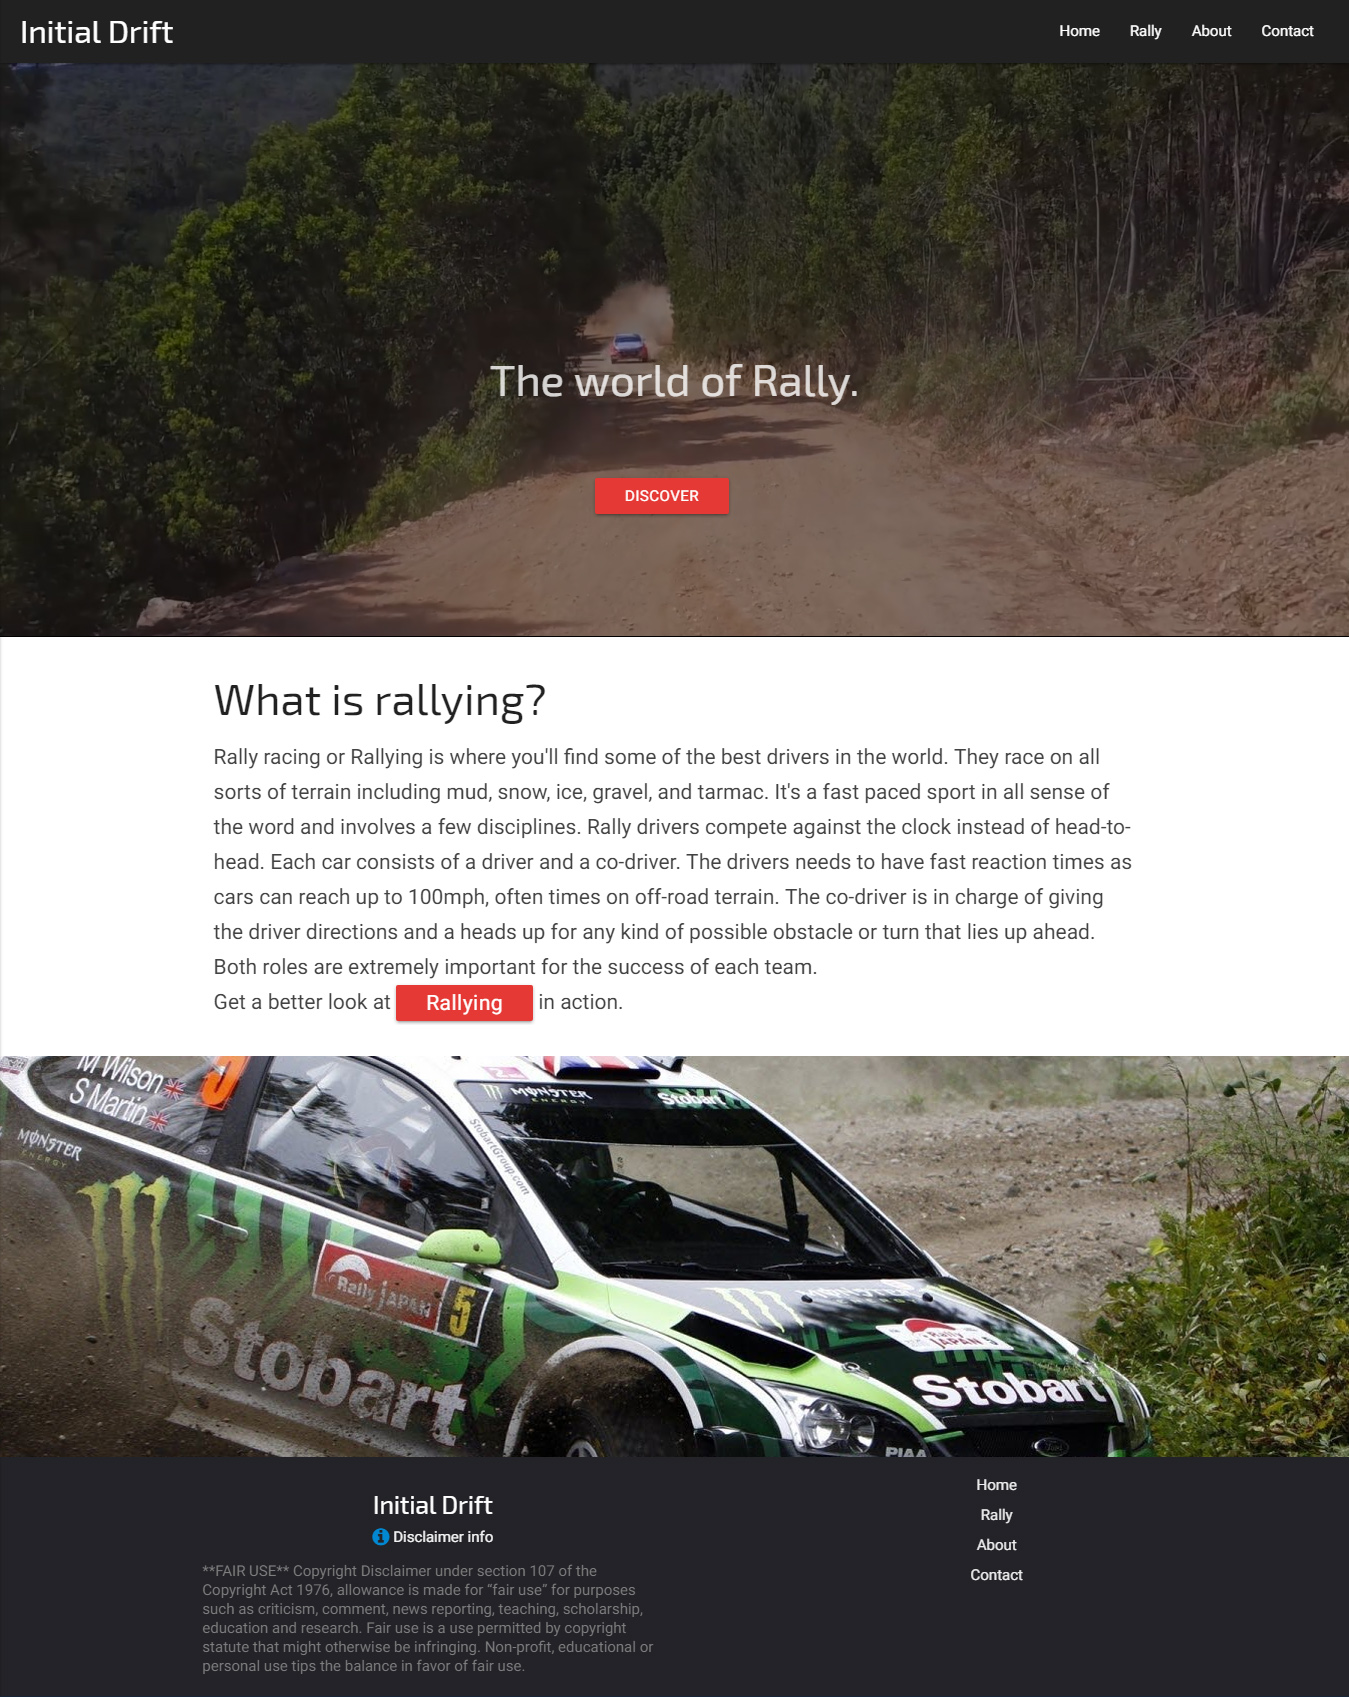 Initial Drift
Home Rally About Contact
The world of Rally.
DISCOVER
What is rallying?
Rally racing or Rallying is where you'll find some of the best drivers in the world. They race on all
sorts of terrain including mud, snow, ice, gravel, and tarmac. It's a fast paced sport in all sense of
the word and involves a few disciplines. Rally drivers compete against the clock instead of head-to-
head. Each car consists of a driver and a co-driver. The drivers needs to have fast reaction times as
cars can reach up to 100mph, often times on off-road terrain. The co-driver is in charge of giving
the driver directions and a heads up for any kind of possible obstacle or turn that lies up ahead.
Both roles are extremely important for the success of each team.
Get a better look at Rallying in action.
M Wilson
S Martin
5
MONSTER
ENERGY
MONSTER
ENERGY
Stobart
StobartGroup.com
Rally JAPAN
5
Stobart
Rally
JAPAN 5
Stobart
PIAA
Ford
Initial Drift
Disclaimer info
**FAIR USE** Copyright Disclaimer under section 107 of the
Copyright Act 1976, allowance is made for “fair use” for purposes
such as criticism, comment, news reporting, teaching, scholarship,
education and research. Fair use is a use permitted by copyright
statute that might otherwise be infringing. Non-profit, educational or
personal use tips the balance in favor of fair use.
Home
Rally
About
Contact